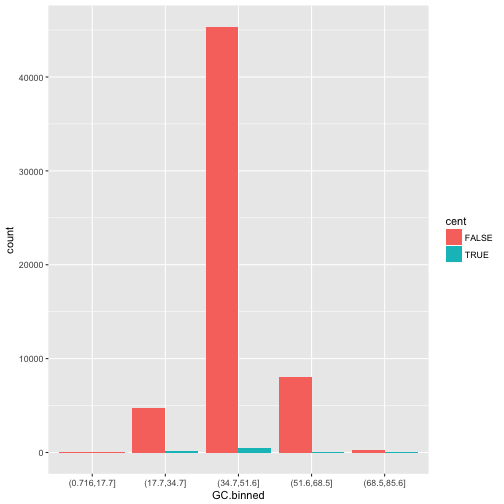 40000
30000
20000
10000
0
count
(0.716,17.7]
(17.7,34.7]
(34.7,51.6]
(51.6,68.5]
(68.5,85.6]
GC.binned
cent
FALSE
TRUE